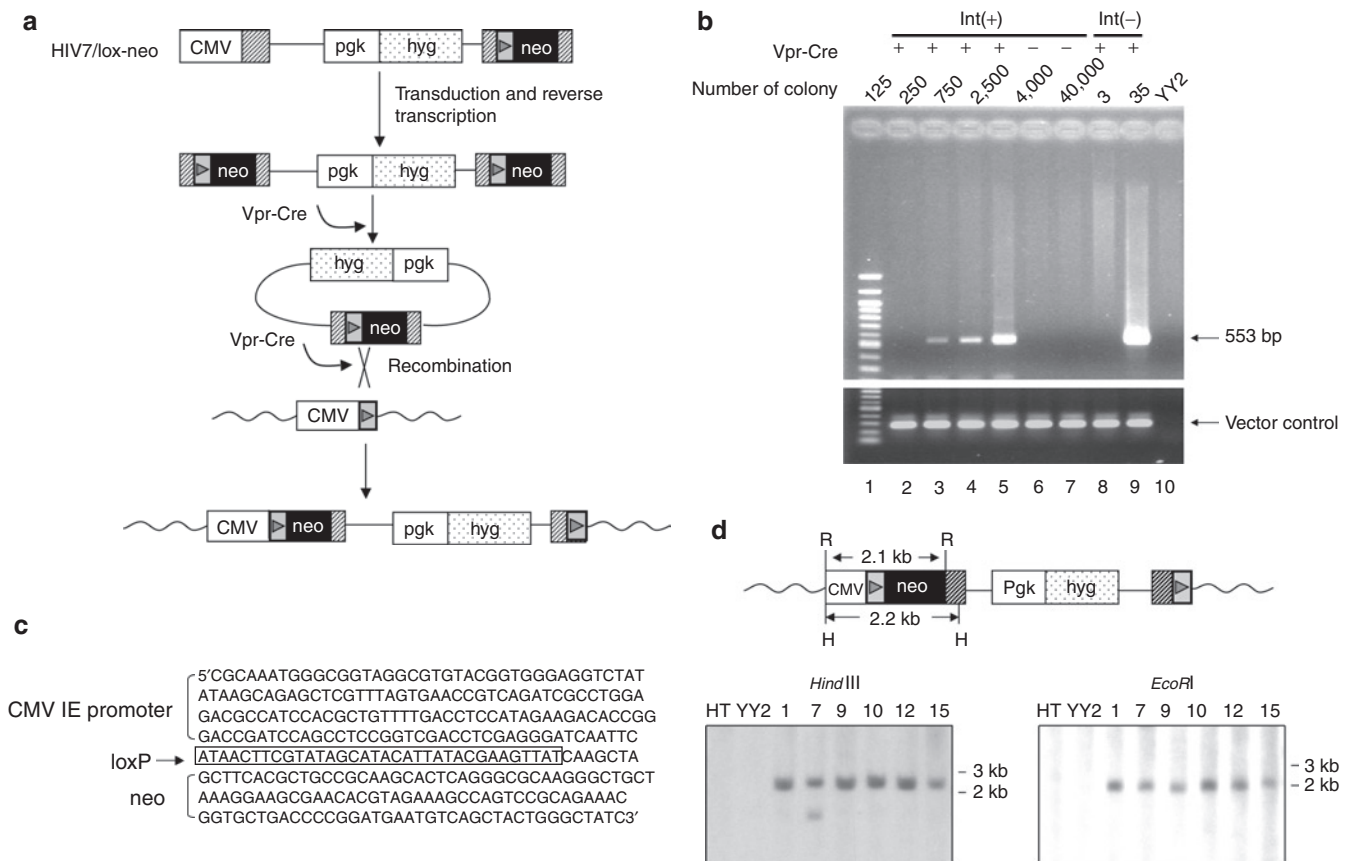 a
HIV7/lox-neo
CMV
pgk
hyg
neo
Transduction and reverse
transcription
neo
pgk
hyg
neo
Vpr-Cre
hyg
pgk
neo
Vpr-Cre
Recombination
CMV
CMV
neo
pgk
hyg
b
Int(+)
Int(−)
Vpr-Cre
+ + + + − − + +
Number of colony
125 250 750 2,500 4,000 40,000 3 35 YY2
553 bp
Vector control
1 2 3 4 5 6 7 8 9 10
c
CMV IE promoter
5′CGCAAATGGGCGGTAGGCGTGTACGGTGGGAGGTCTAT
ATAAGCAGAGCTCGTTTAGTGAACCGTCAGATCGCCTGGA
GACGCCATCCACGCTGTTTTGACCTCCATAGAAGACACCGG
GACCGATCCAGCCTCCGGTCGACCTCGAGGGATCAATTC
loxP
ATAACTTCGTATAGCATACATTATACGAAGTTATCAAGCTA
neo
GCTTCACGCTGCCGCAAGCACTCAGGGCGCAAGGGCTGCT
AAAGGAAGCGAACACGTAGAAAGCCAGTCCGCAGAAAC
GGTGCTGACCCCGGATGAATGTCAGCTACTGGGCTATC3′
d
R
R
2.1 kb
CMV
neo
Pgk
hyg
2.2 kb
H
H
HindIII
HT YY2 1 7 9 10 12 15
3 kb
2 kb
EcoRI
HT YY2 1 7 9 10 12 15
3 kb
2 kb